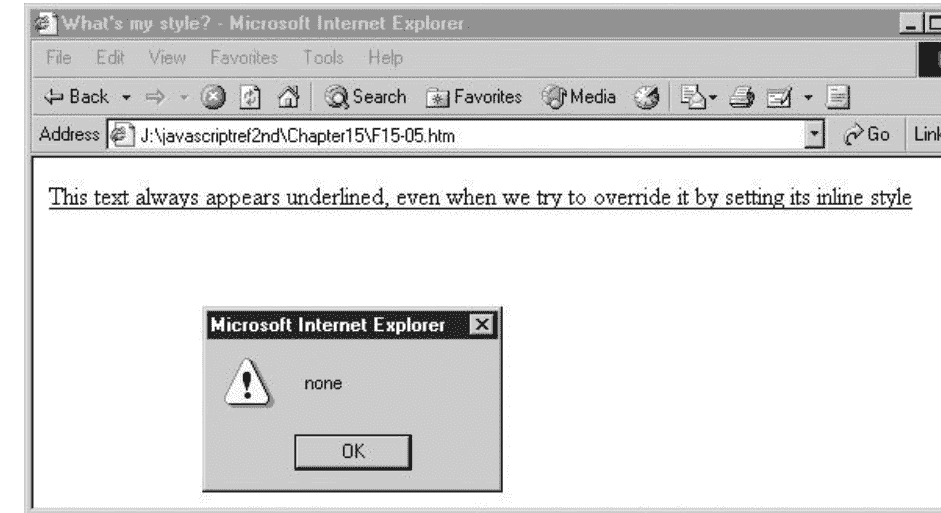 What's my style? - Microsoft Internet Explorer
File Edit View Favorites Tools Help
Back Search Favorites Media
Address J:\javascriptref2nd\Chapter15\F15-05.htm Go Link
This text always appears underlined, even when we try to override it by setting its inline style
Microsoft Internet Explorer
none
OK